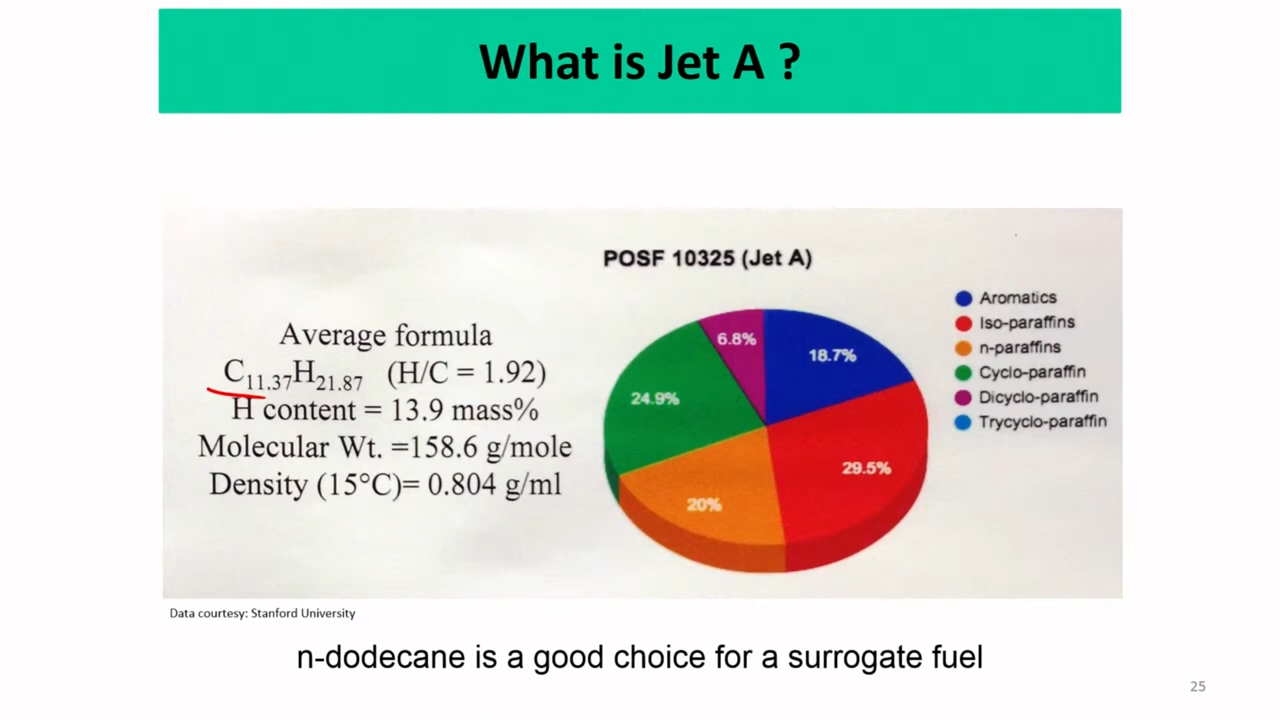 What is Jet A ?
POSF 10325 (Jet A)
Average formula
C11.37H21.87 (H/C = 1.92)
H content = 13.9 mass%
Molecular Wt. =158.6 g/mole
Density (15°C)= 0.804 g/ml
6.8%
18.7%
24.9%
29.5%
20%
Aromatics
Iso-paraffins
n-paraffins
Cyclo-paraffin
Dicyclo-paraffin
Trycyclo-paraffin
Data courtesy: Stanford University
n-dodecane is a good choice for a surrogate fuel
25